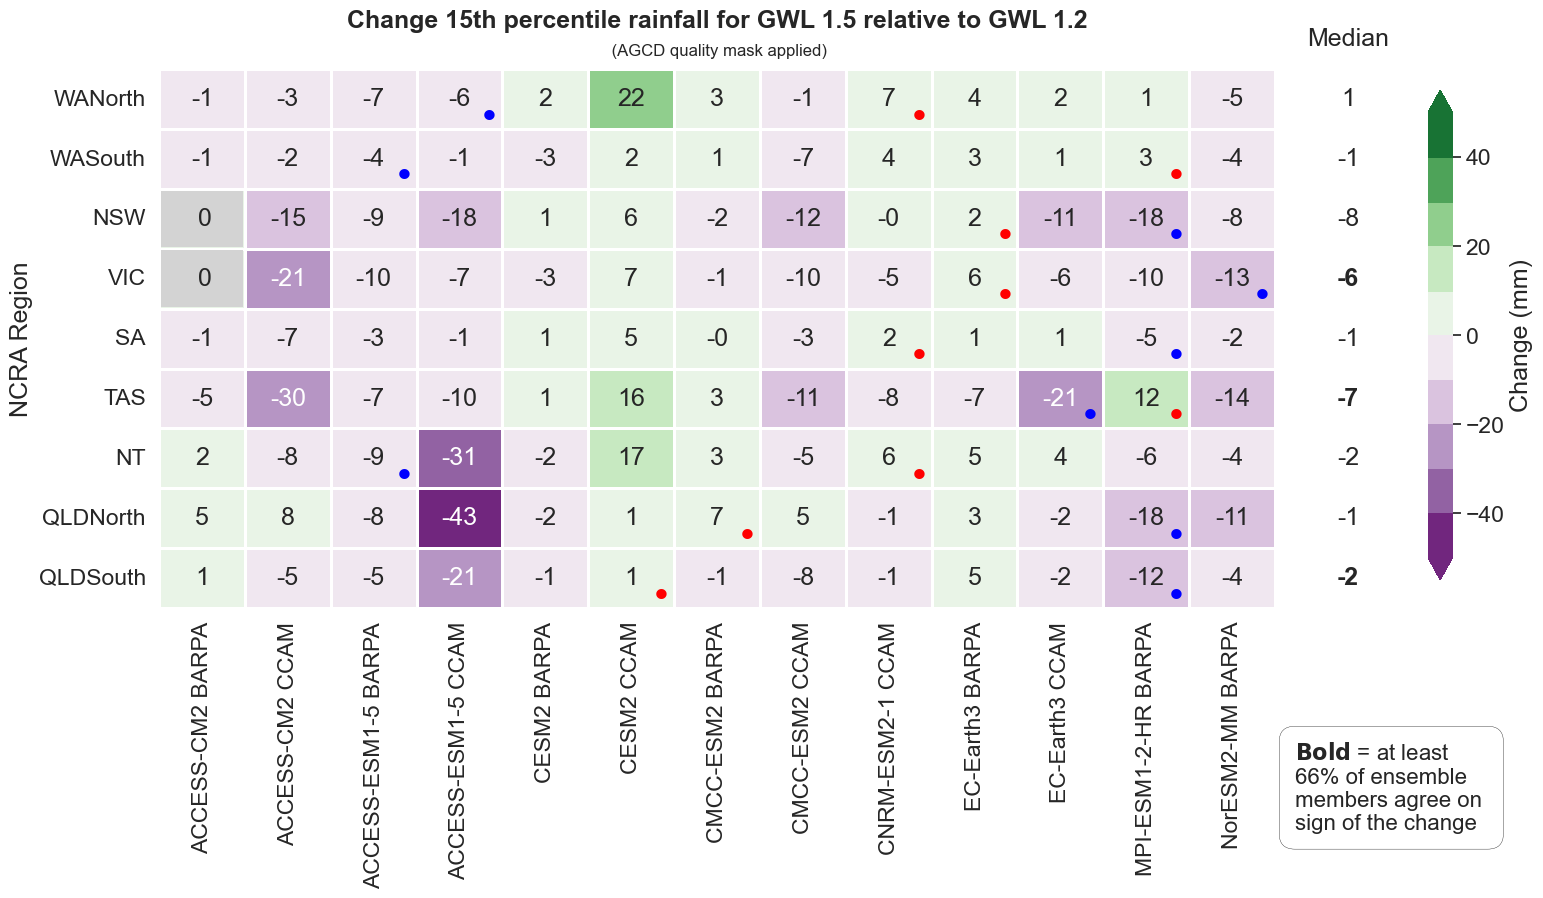 Change 15th percentile rainfall for GWL 1.5 relative to GWL 1.2
(AGCD quality mask applied)
Median
WANorth -1 -3 -7 -6 2 22 3 -1 7 4 2 1 -5 1
WASouth -1 -2 -4 -1 -3 2 1 -7 4 3 1 3 -4 -1
NSW 0 -15 -9 -18 1 6 -2 -12 -0 2 -11 -18 -8 -8
VIC 0 -21 -10 -7 -3 7 -1 -10 -5 6 -6 -10 -13 -6
SA -1 -7 -3 -1 1 5 -0 -3 2 1 1 -5 -2 -1
TAS -5 -30 -7 -10 1 16 3 -11 -8 -7 -21 12 -14 -7
NT 2 -8 -9 -31 -2 17 3 -5 6 5 4 -6 -4 -2
QLDNorth 5 8 -8 -43 -2 1 7 5 -1 3 -2 -18 -11 -1
QLDSouth 1 -5 -5 -21 -1 1 -1 -8 -1 5 -2 -12 -4 -2
NCRA Region
ACCESS-CM2 BARPA
ACCESS-CM2 CCAM
ACCESS-ESM1-5 BARPA
ACCESS-ESM1-5 CCAM
CESM2 BARPA
CESM2 CCAM
CMCC-ESM2 BARPA
CMCC-ESM2 CCAM
CNRM-ESM2-1 CCAM
EC-Earth3 BARPA
EC-Earth3 CCAM
MPI-ESM1-2-HR BARPA
NorESM2-MM BARPA
40
20
0
−20
−40
Change (mm)
Bold = at least
66% of ensemble
members agree on
sign of the change